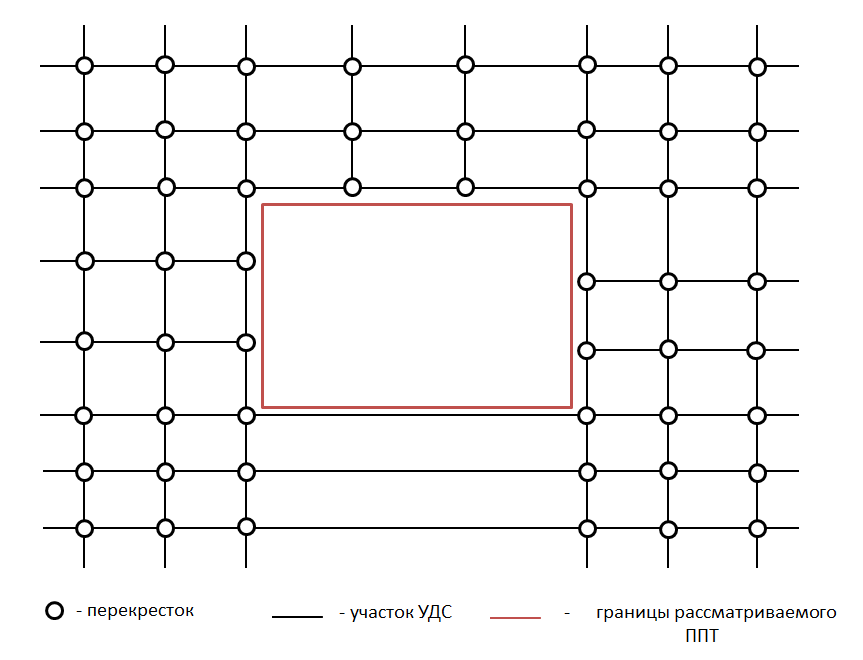 - перекресток
- участок УДС
- границы рассматриваемого
ППТ